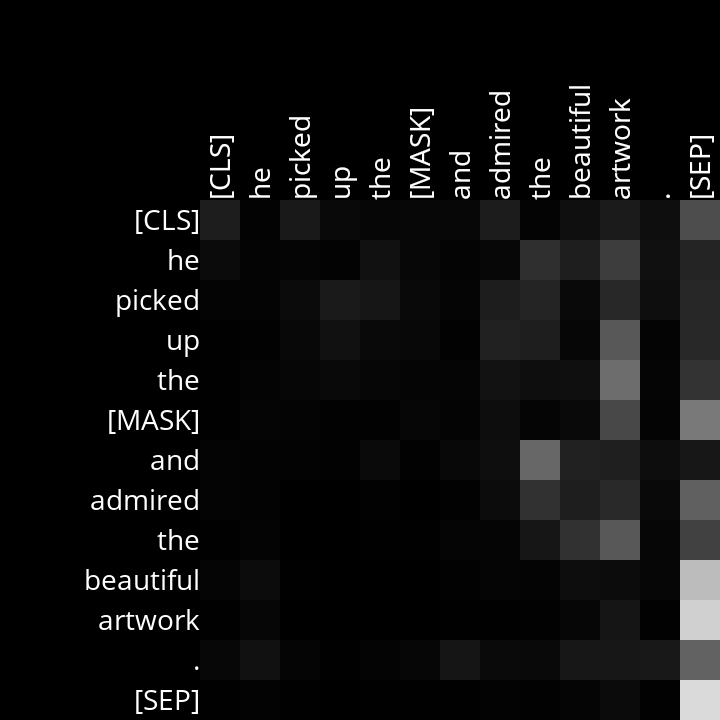 [CLS] he picked up the [MASK] and admired the beautiful artwork . [SEP]
[CLS]
he
picked
up
the
[MASK]
and
admired
the
beautiful
artwork
.
[SEP]